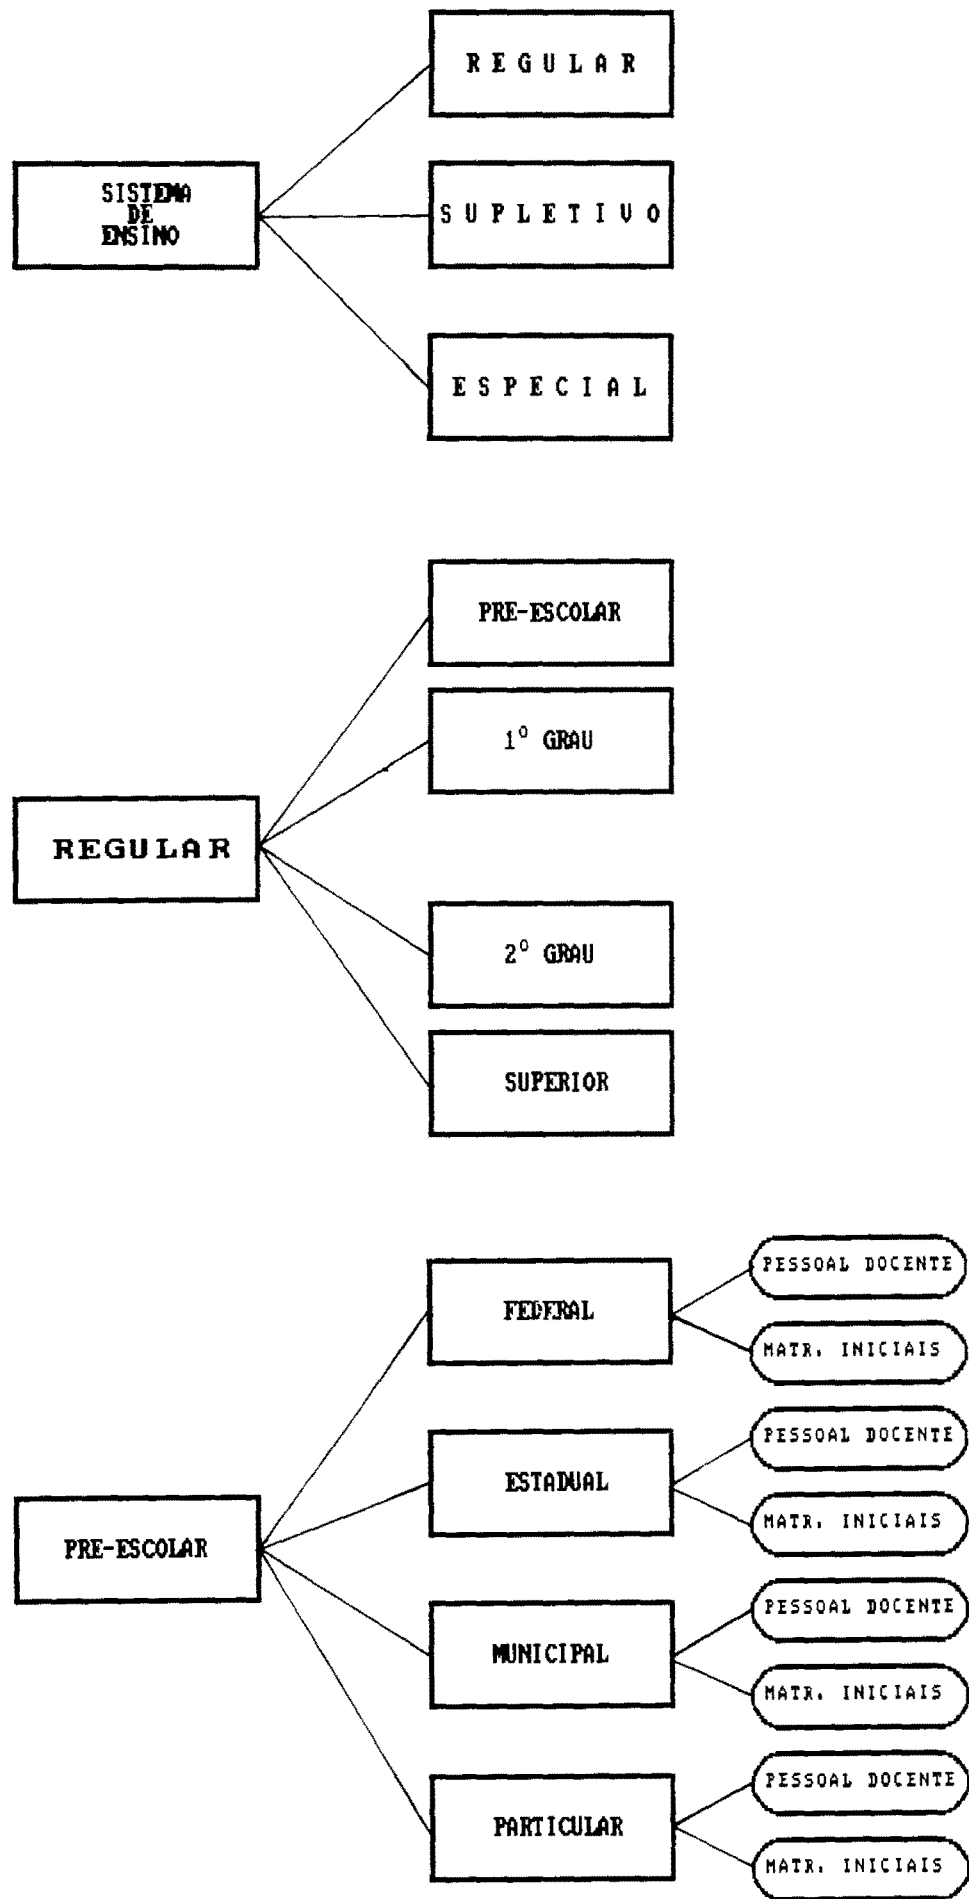 REGULAR
SISTEMA
DE
ENSINO
SUPLETIVO
ESPECIAL
PRE-ESCOLAR
1º GRAU
REGULAR
2º GRAU
SUPERIOR
PRE-ESCOLAR
FEDERAL
PESSOAL DOCENTE
MATR. INICIAIS
ESTADUAL
PESSOAL DOCENTE
MATR. INICIAIS
MUNICIPAL
PESSOAL DOCENTE
MATR. INICIAIS
PARTICULAR
PESSOAL DOCENTE
MATR. INICIAIS